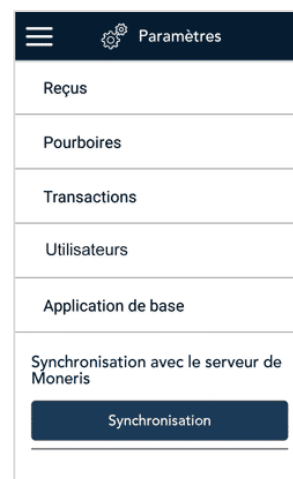 Paramètres
Reçus
Pourboires
Transactions
Utilisateurs
Application de base
Synchronisation avec le serveur de
Moneris
Synchronisation